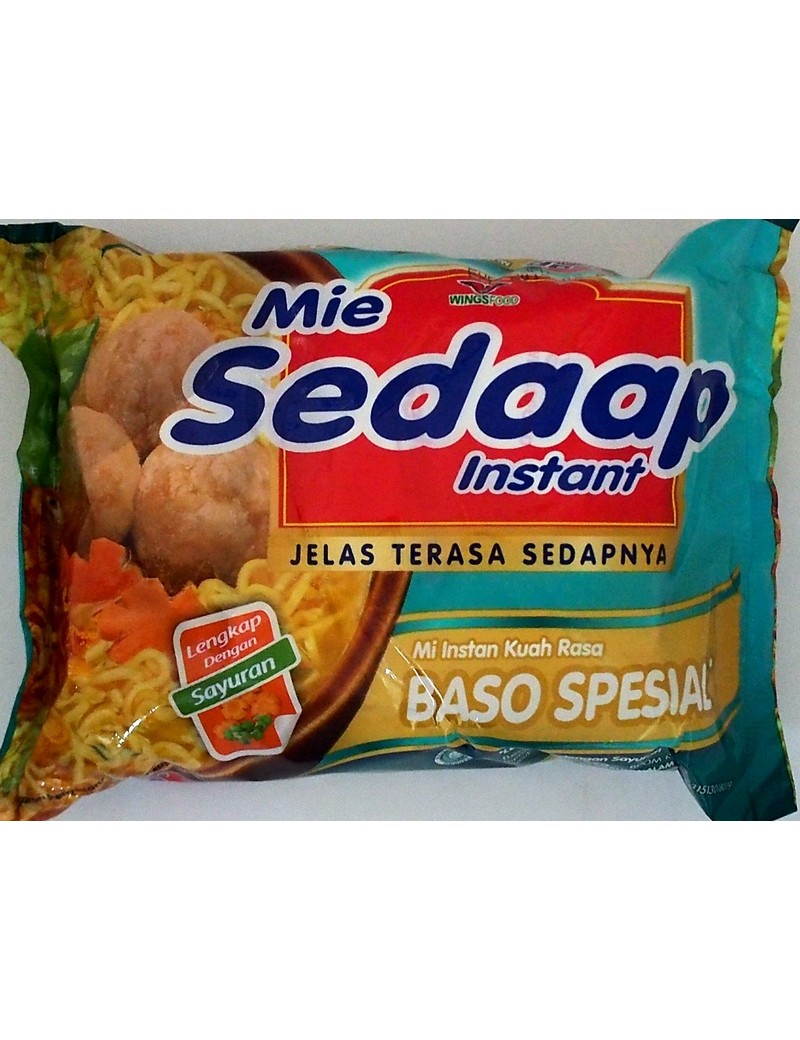 WINGSFOOD
Mie
Sedaap
Instant
JELAS TERASA SEDAPNYA
Lengkap
Dengan
Sayuran
Mi Instan Kuah Rasa
BASO SPESIAL